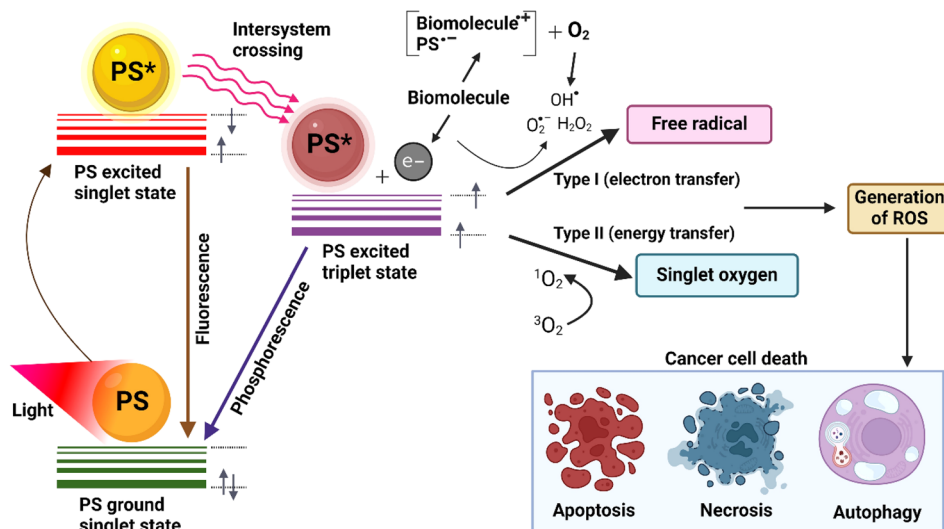 Intersystem
crossing
PS*
PS excited
singlet state
PS*
+
e−
PS excited
triplet state
[Biomolecule•+
PS•−] + O₂
Biomolecule
OH•
O₂•− H₂O₂
Free radical
Type I (electron transfer)
Type II (energy transfer)
Singlet oxygen
¹O₂
³O₂
Generation
of ROS
Fluorescence
Phosphorescence
Light
PS
PS ground
singlet state
Cancer cell death
Apoptosis
Necrosis
Autophagy